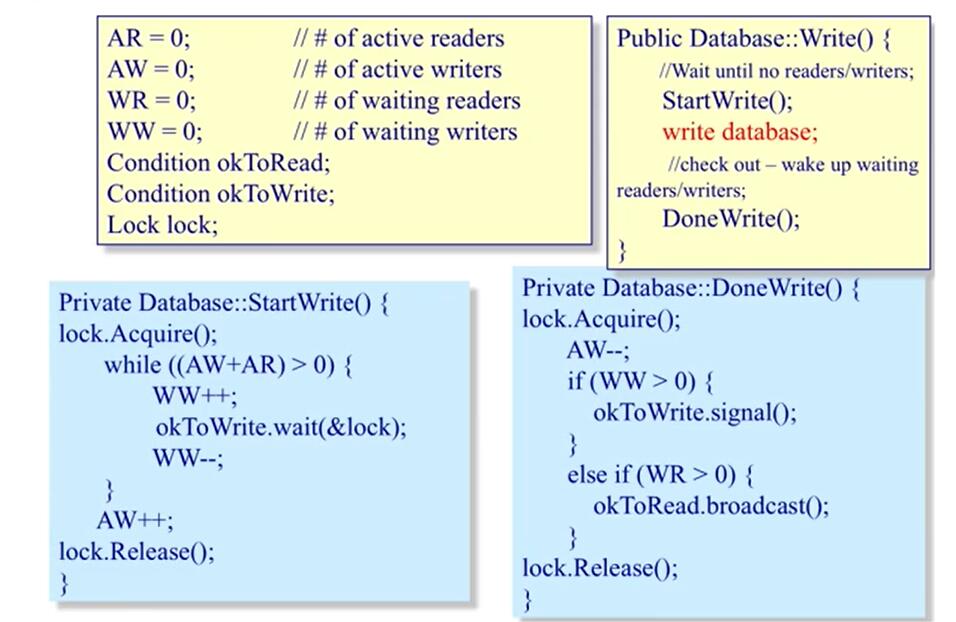 AR = 0; // # of active readers
AW = 0; // # of active writers
WR = 0; // # of waiting readers
WW = 0; // # of waiting writers
Condition okToRead;
Condition okToWrite;
Lock lock;
Public Database::Write() {
//Wait until no readers/writers;
StartWrite();
write database;
//check out – wake up waiting
readers/writers;
DoneWrite();
}
Private Database::StartWrite() {
lock.Acquire();
while ((AW+AR) > 0) {
WW++;
okToWrite.wait(&lock);
WW--;
}
AW++;
lock.Release();
}
Private Database::DoneWrite() {
lock.Acquire();
AW--;
if (WW > 0) {
okToWrite.signal();
}
else if (WR > 0) {
okToRead.broadcast();
}
lock.Release();
}